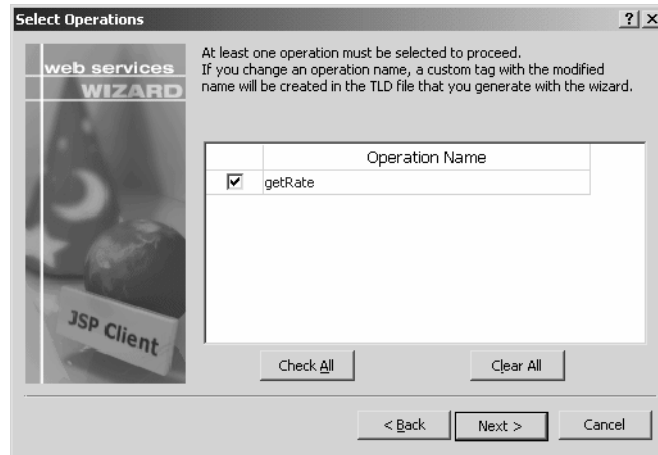 Select Operations
? ×
web services
WIZARD
At least one operation must be selected to proceed.
If you change an operation name, a custom tag with the modified
name will be created in the TLD file that you generate with the wizard.
Operation Name
getRate
JSP Client
Check All
Clear All
< Back
Next >
Cancel